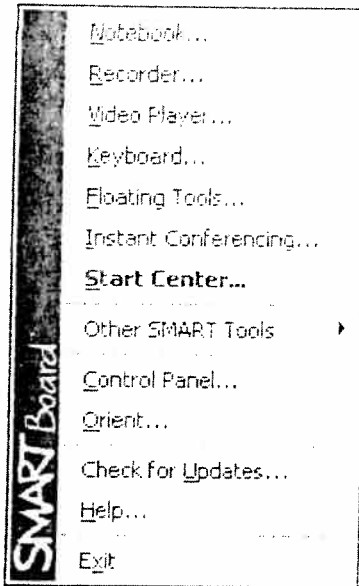 Notebook...
Recorder...
Video Player...
Keyboard...
Floating Tools...
Instant Conferencing...
Start Center...
Other SMART Tools
Control Panel...
Orient...
Check for Updates...
Help...
Exit
SMART Board™